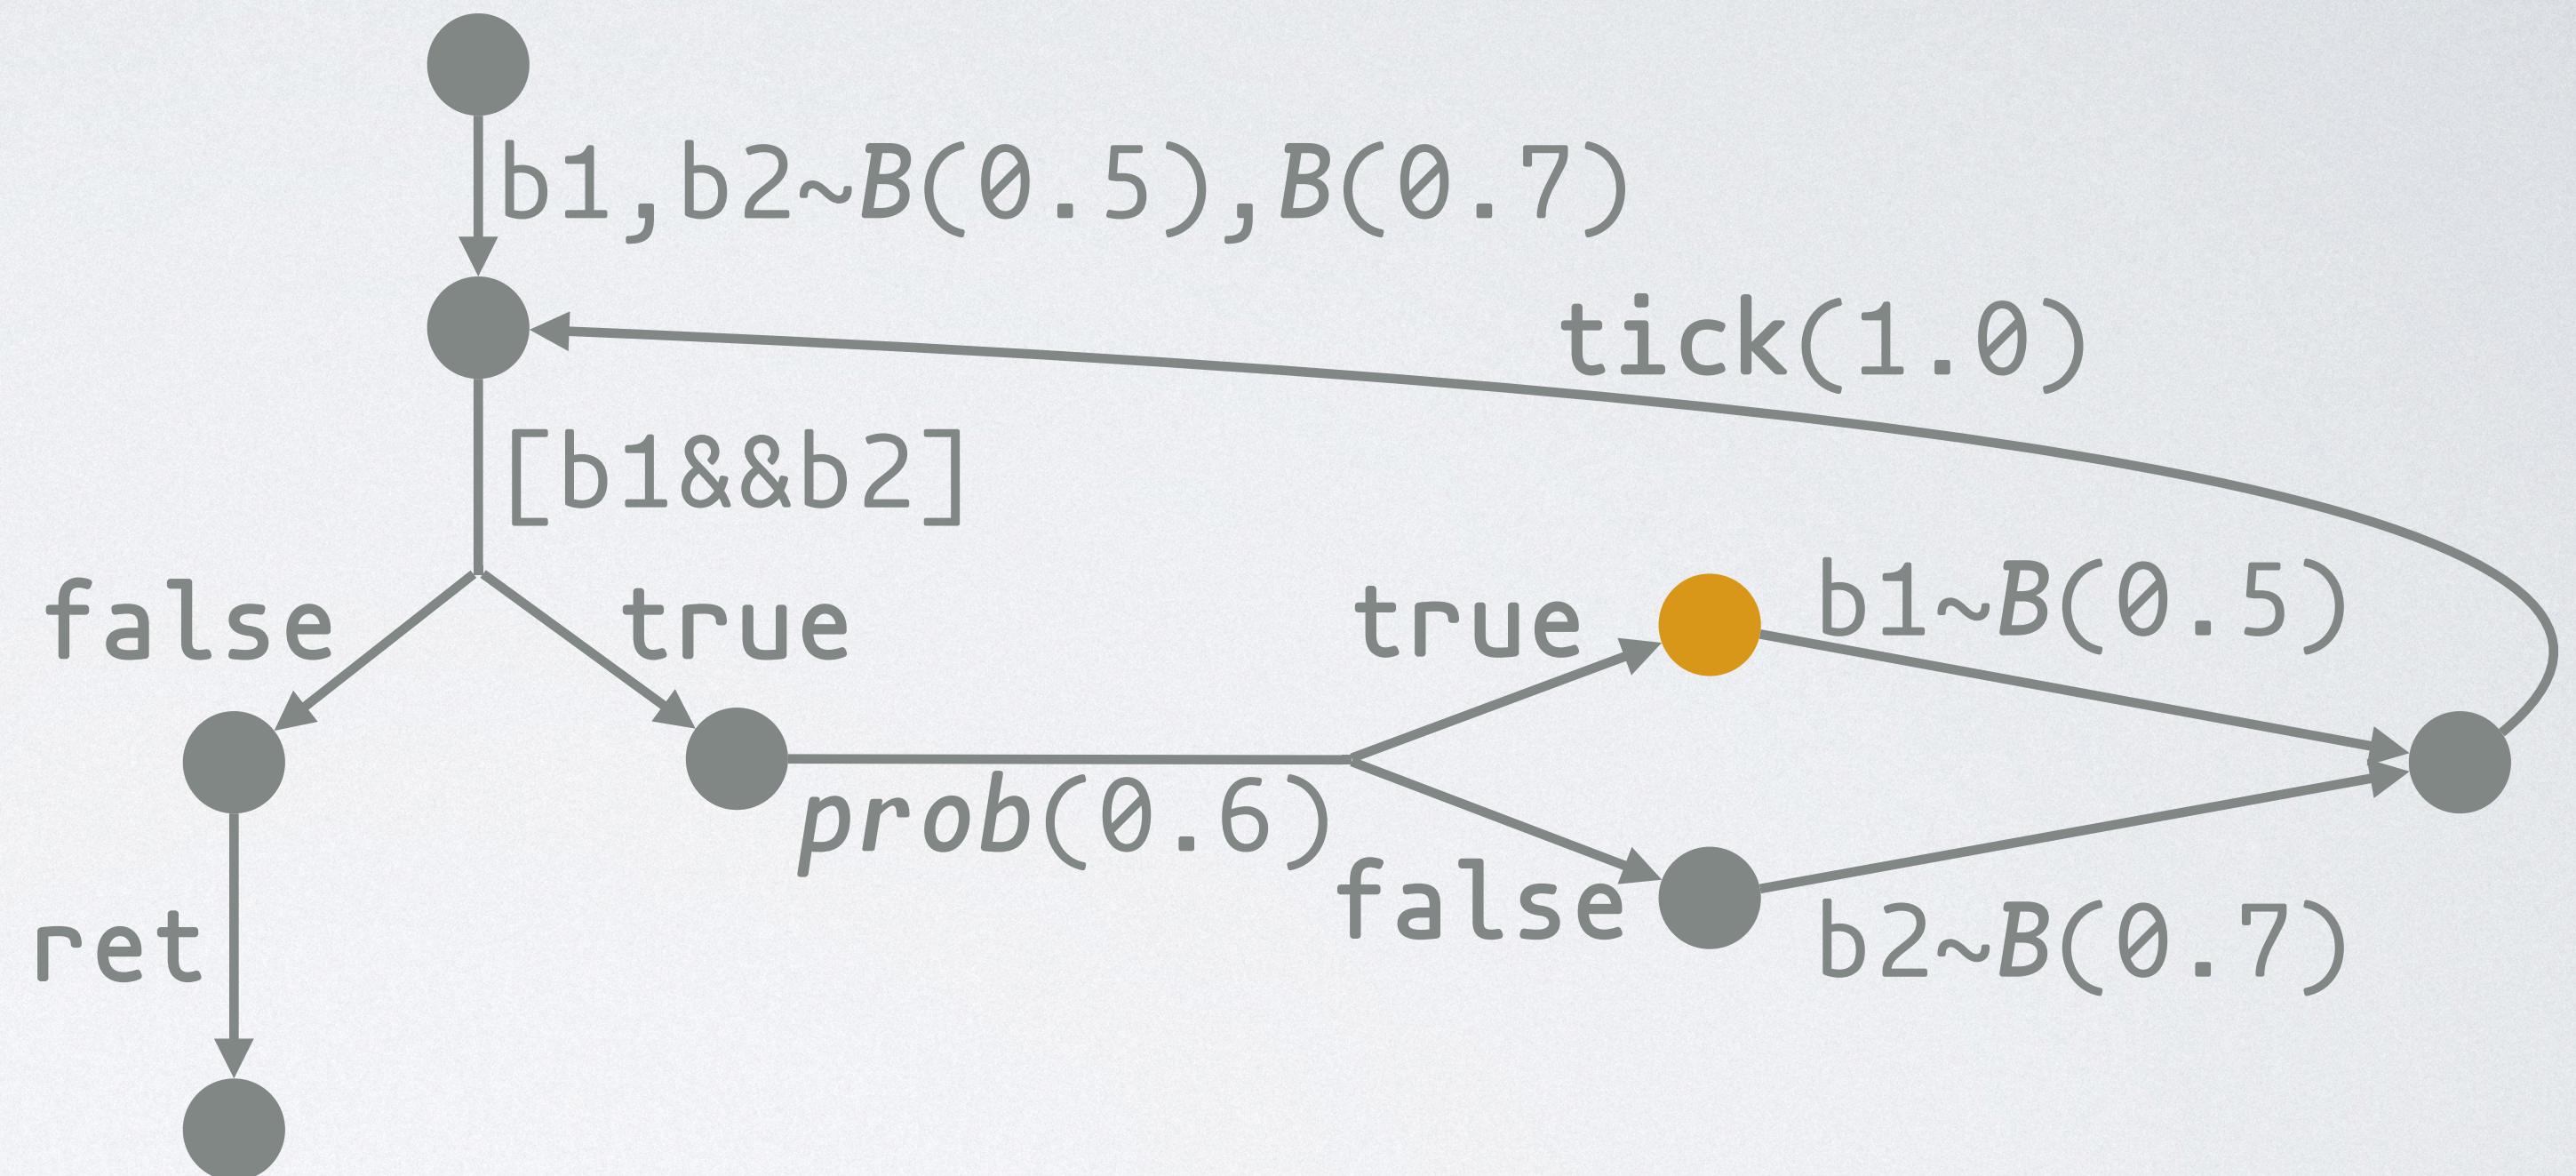 b1,b2~B(0.5),B(0.7)
tick(1.0)
[b1&&b2]
false
true
true
b1~B(0.5)
prob(0.6)
false
b2~B(0.7)
ret